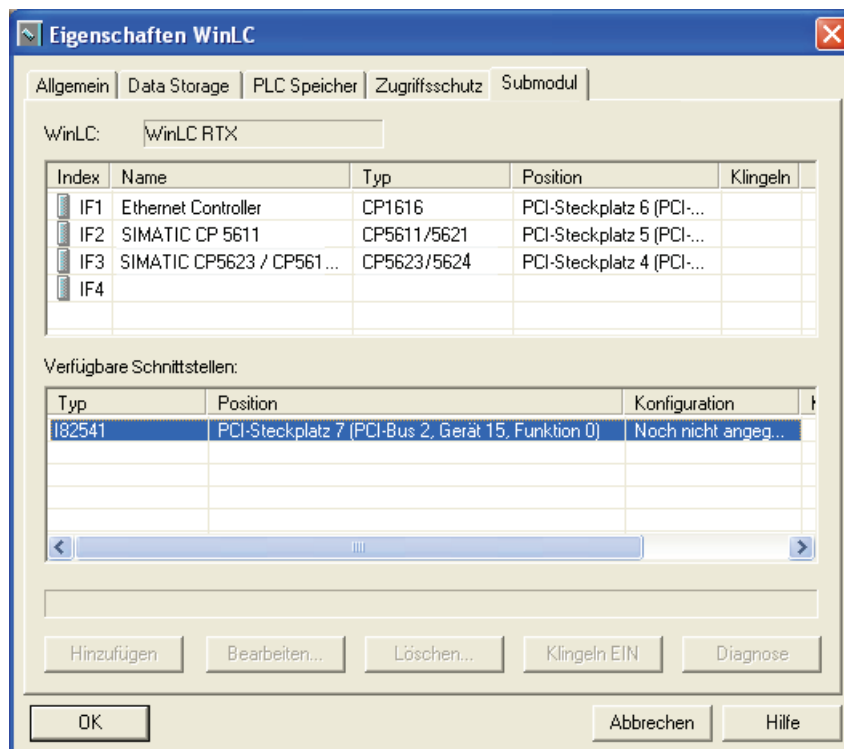 Eigenschaften WinLC
Allgemein Data Storage PLC Speicher Zugriffsschutz Submodul
WinLC: WinLC RTX
Index Name Typ Position Klingeln
IF1 Ethernet Controller CP1616 PCI-Steckplatz 6 (PCI-...
IF2 SIMATIC CP 5611 CP5611/5621 PCI-Steckplatz 5 (PCI-...
IF3 SIMATIC CP5623 / CP561... CP5623/5624 PCI-Steckplatz 4 (PCI-...
IF4
Verfügbare Schnittstellen:
Typ Position Konfiguration
I82541 PCI-Steckplatz 7 (PCI-Bus 2, Gerät 15, Funktion 0) Noch nicht angeg...
Hinzufügen Bearbeiten... Löschen... Klingeln EIN Diagnose
OK Abbrechen Hilfe